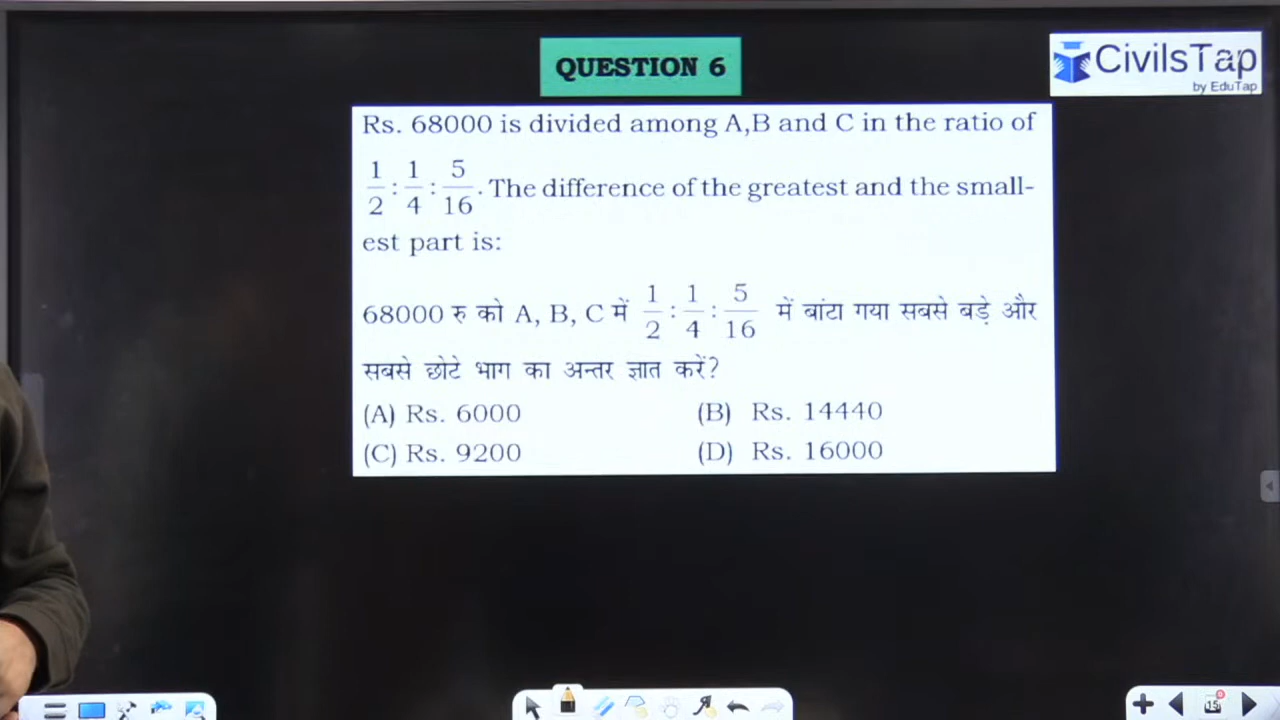 QUESTION 6
CivilsTap
by EduTap
Rs. 68000 is divided among A,B and C in the ratio of
1/2 : 1/4 : 5/16. The difference of the greatest and the small-
est part is:
68000 रु को A, B, C में 1/2 : 1/4 : 5/16 में बांटा गया सबसे बड़े और
सबसे छोटे भाग का अन्तर ज्ञात करें?
(A) Rs. 6000 (B) Rs. 14440
(C) Rs. 9200 (D) Rs. 16000
15